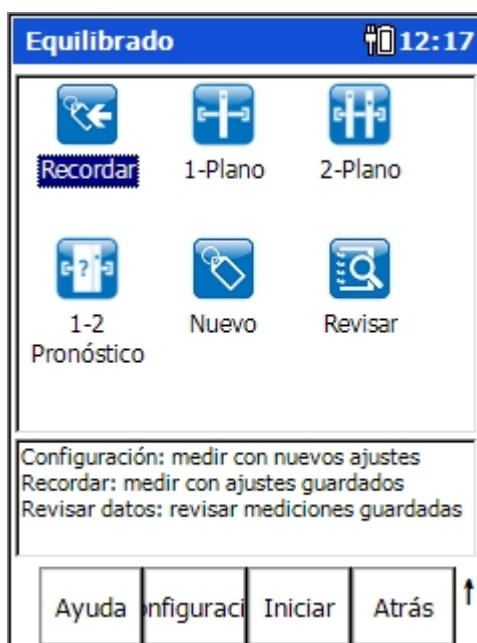 Equilibrado 12:17
Recordar 1-Plano 2-Plano
1-2 Nuevo Revisar
Pronóstico
Configuración: medir con nuevos ajustes
Recordar: medir con ajustes guardados
Revisar datos: revisar mediciones guardadas
Ayuda nfiguraci Iniciar Atrás